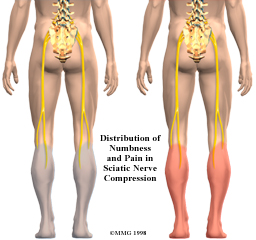 Distribution of
Numbness
and Pain in
Sciatic Nerve
Compression
©MMG 1998